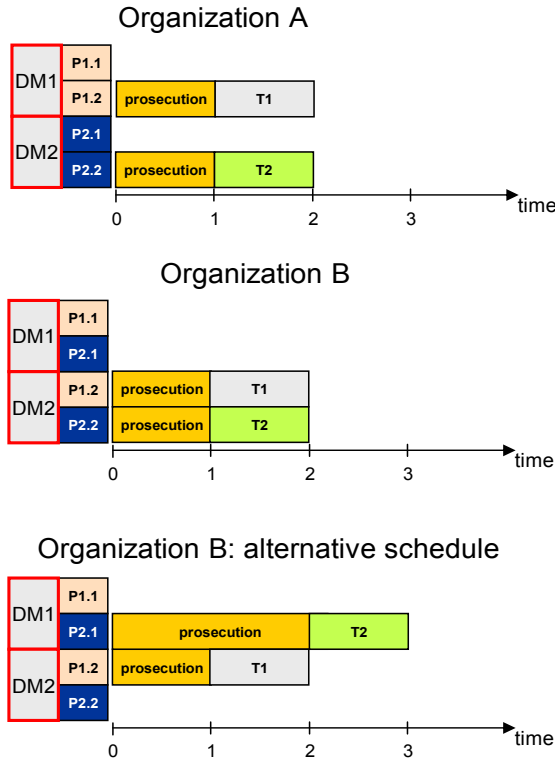 Organization A
DM1
P1.1
P1.2 prosecution T1
DM2
P2.1
P2.2 prosecution T2
0 1 2 3 time
Organization B
DM1
P1.1
P2.1
DM2
P1.2 prosecution T1
P2.2 prosecution T2
0 1 2 3 time
Organization B: alternative schedule
DM1
P1.1
P2.1 prosecution T2
DM2
P1.2 prosecution T1
P2.2
0 1 2 3 time